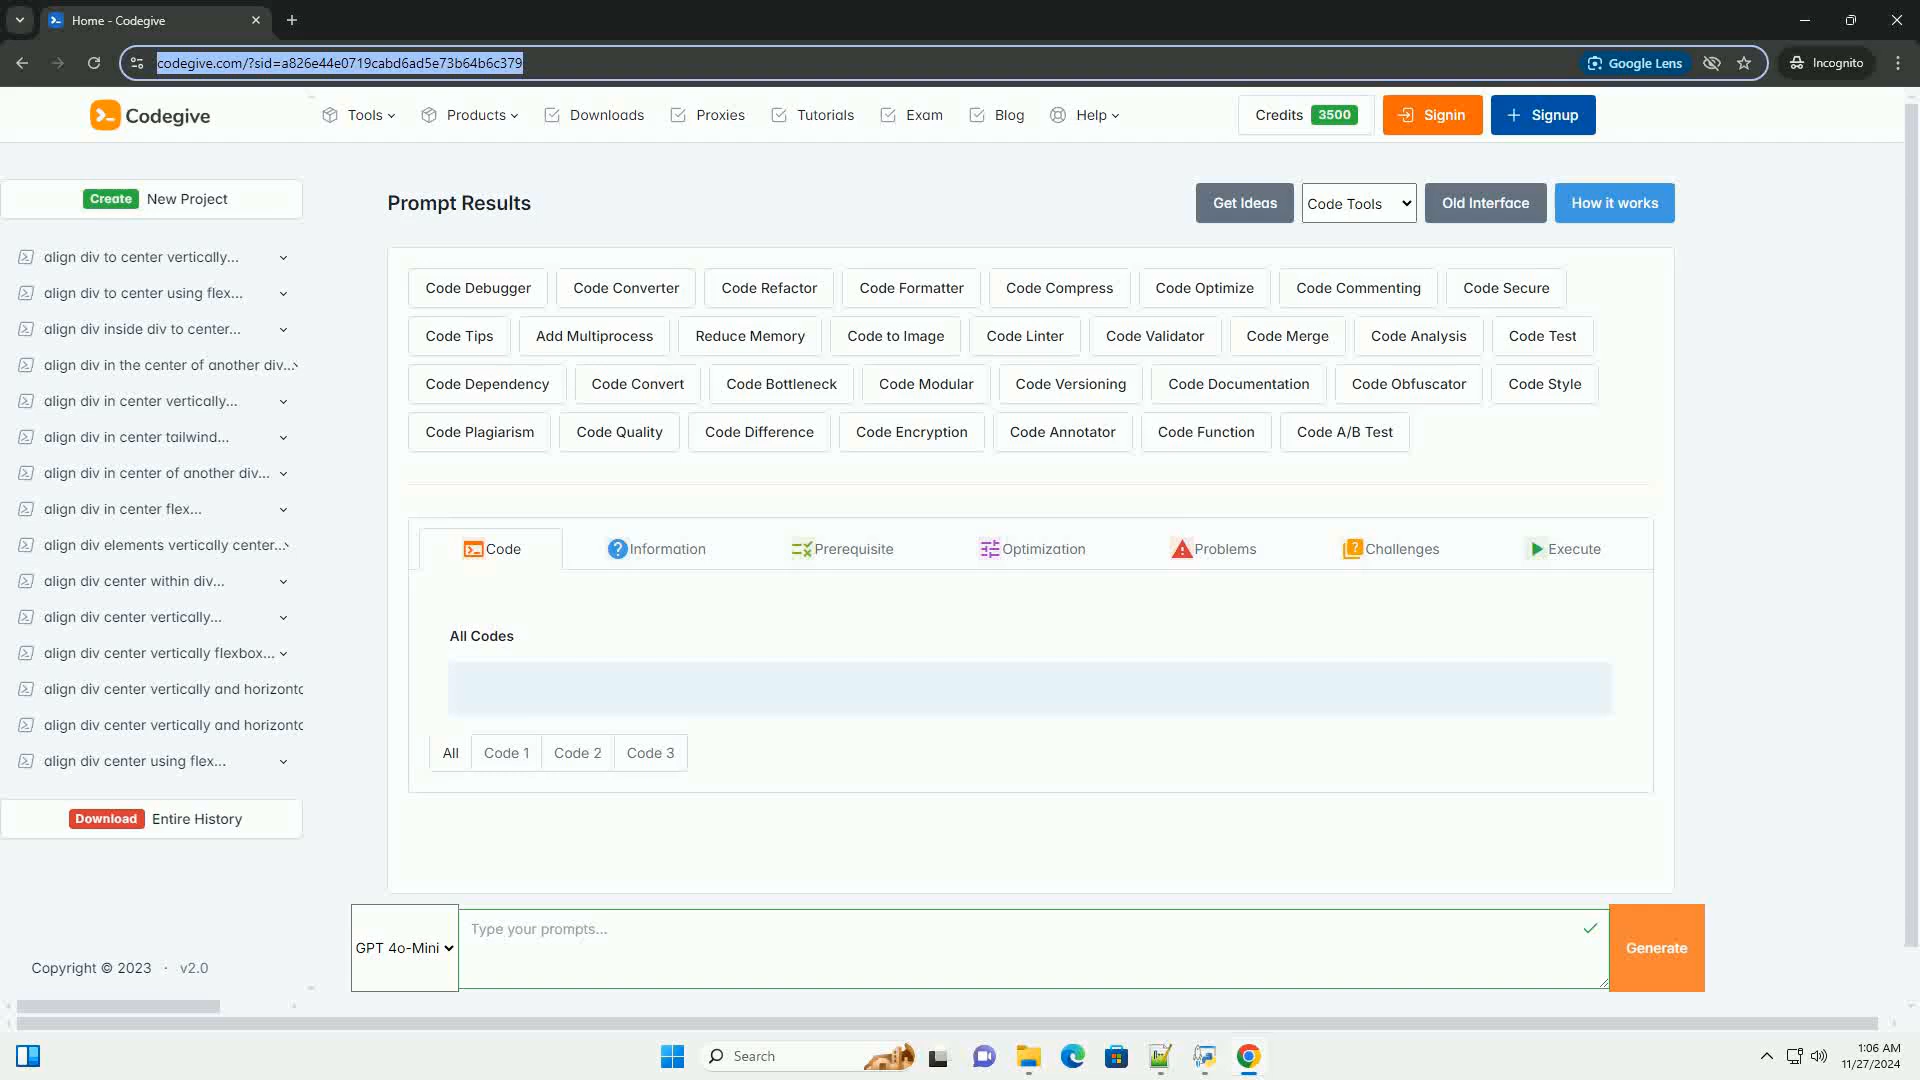 Home - Codegive
codegive.com/?sid=a826e44e0719cabd6ad5e73b64b6c379
Google Lens
Incognito
Codegive
Tools
Products
Downloads
Proxies
Tutorials
Exam
Blog
Help
Credits 3500
Signin
Signup
Create New Project
align div to center vertically...
align div to center using flex...
align div inside div to center...
align div in the center of another div...
align div in center vertically...
align div in center tailwind...
align div in center of another div...
align div in center flex...
align div elements vertically center...
align div center within div...
align div center vertically...
align div center vertically flexbox...
align div center vertically and horizonta
align div center vertically and horizonta
align div center using flex...
Download Entire History
Copyright © 2023 · v2.0
Prompt Results
Get Ideas
Code Tools
Old Interface
How it works
Code Debugger
Code Converter
Code Refactor
Code Formatter
Code Compress
Code Optimize
Code Commenting
Code Secure
Code Tips
Add Multiprocess
Reduce Memory
Code to Image
Code Linter
Code Validator
Code Merge
Code Analysis
Code Test
Code Dependency
Code Convert
Code Bottleneck
Code Modular
Code Versioning
Code Documentation
Code Obfuscator
Code Style
Code Plagiarism
Code Quality
Code Difference
Code Encryption
Code Annotator
Code Function
Code A/B Test
Code
Information
Prerequisite
Optimization
Problems
Challenges
Execute
All Codes
All
Code 1
Code 2
Code 3
GPT 4o-Mini
Type your prompts...
Generate
Search
1:06 AM
11/27/2024